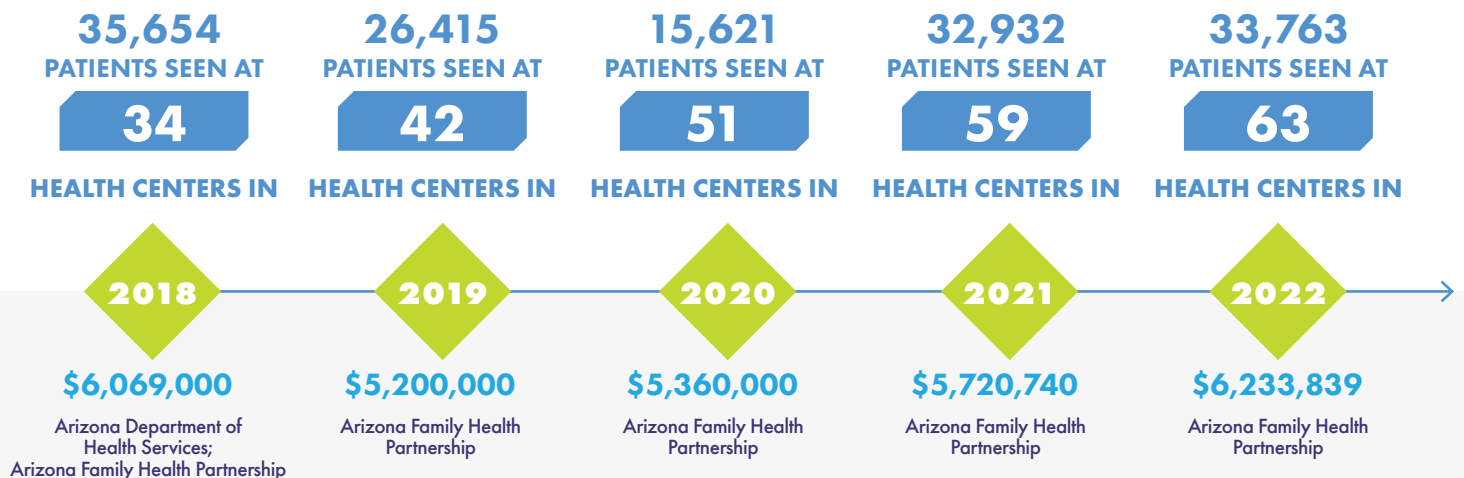 35,654
PATIENTS SEEN AT
34
HEALTH CENTERS IN
2018
$6,069,000
Arizona Department of
Health Services;
Arizona Family Health Partnership
26,415
PATIENTS SEEN AT
42
HEALTH CENTERS IN
2019
$5,200,000
Arizona Family Health
Partnership
15,621
PATIENTS SEEN AT
51
HEALTH CENTERS IN
2020
$5,360,000
Arizona Family Health
Partnership
32,932
PATIENTS SEEN AT
59
HEALTH CENTERS IN
2021
$5,720,740
Arizona Family Health
Partnership
33,763
PATIENTS SEEN AT
63
HEALTH CENTERS IN
2022
$6,233,839
Arizona Family Health
Partnership